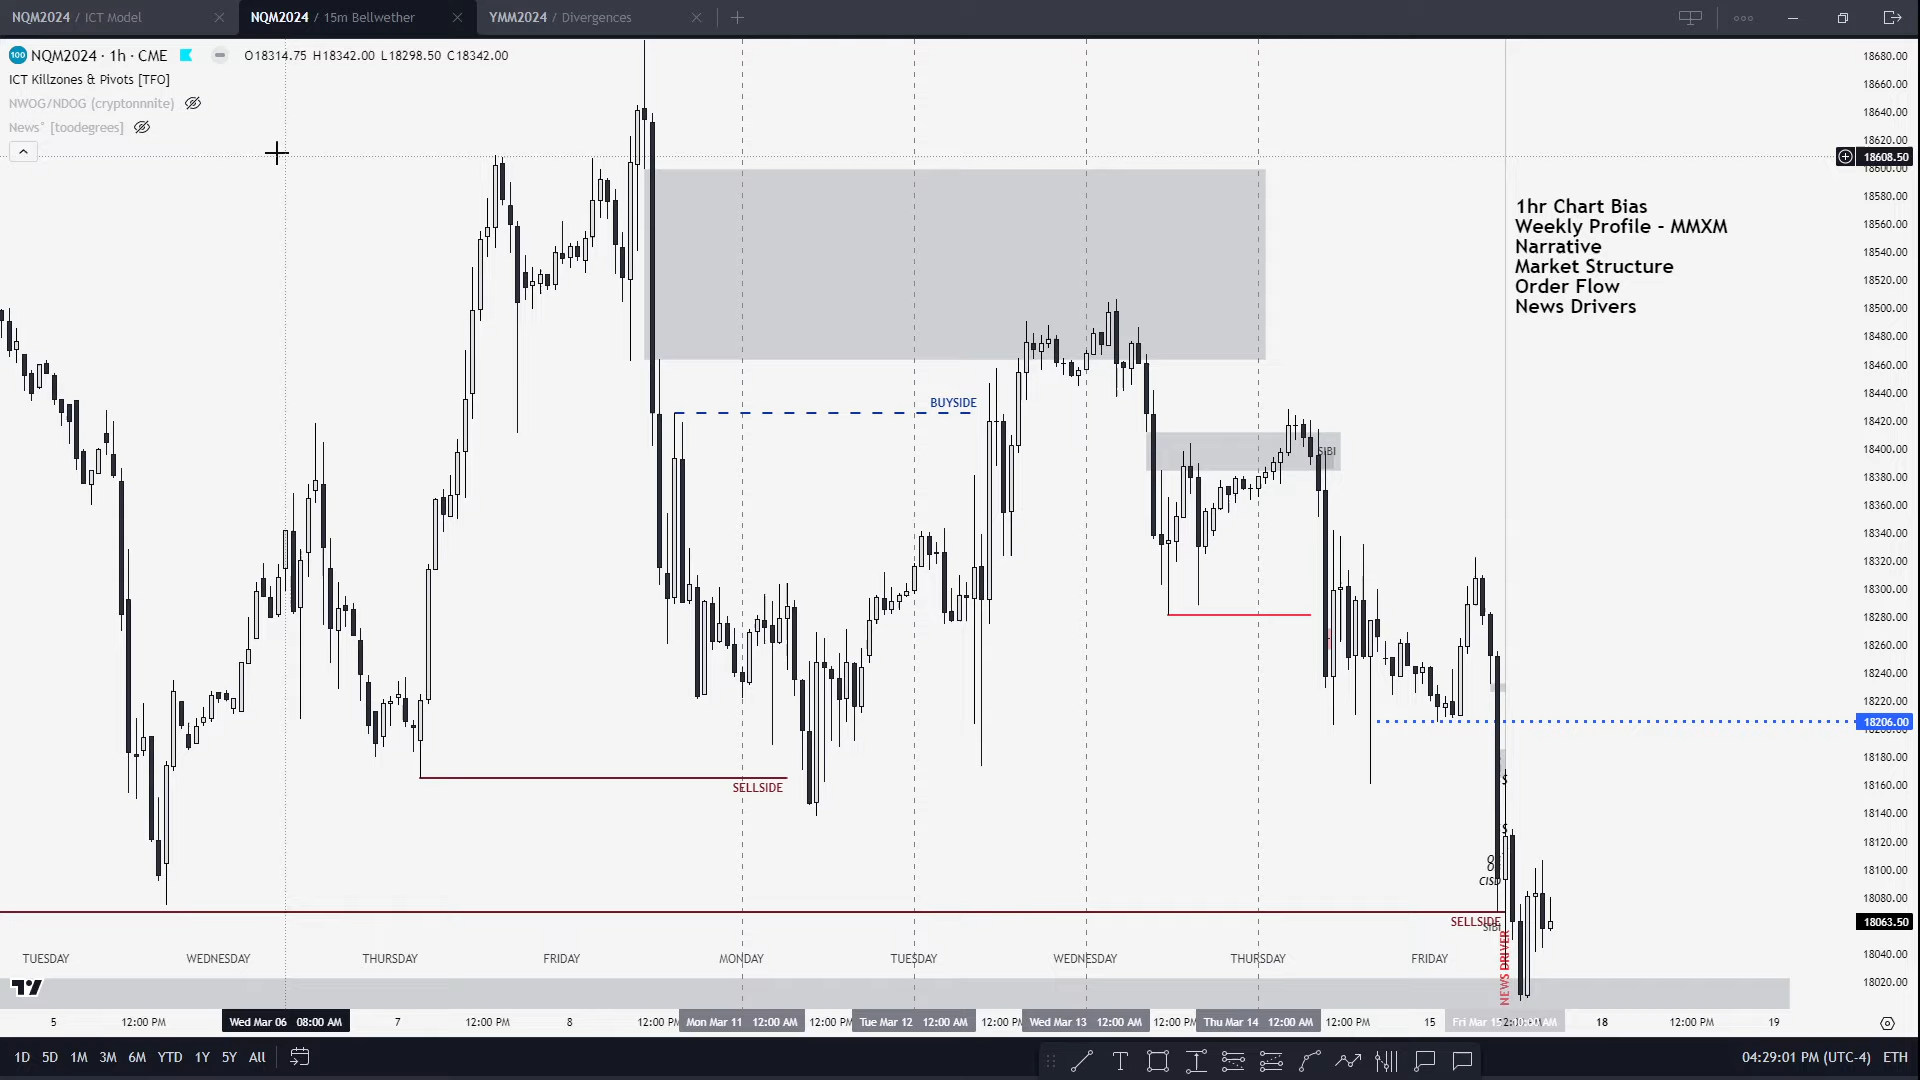 NQM2024 / ICT Model
NQM2024 / 15m Bellwether
YMM2024 / Divergences
100 NQM2024 · 1h · CME O18314.75 H18342.00 L18298.50 C18342.00
ICT Killzones & Pivots [TFO]
NWOG/NDOG (cryptonnnite)
News° [toodegrees]
1hr Chart Bias
Weekly Profile - MMXM
Narrative
Market Structure
Order Flow
News Drivers
BUYSIDE
SIBI
SELLSIDE
$
$
CISD
SELLSIDE
SIBI
NEWS DRIVER
18680.00
18660.00
18640.00
18620.00
18608.50
18600.00
18580.00
18560.00
18540.00
18520.00
18500.00
18480.00
18460.00
18440.00
18420.00
18400.00
18380.00
18360.00
18340.00
18320.00
18300.00
18280.00
18260.00
18240.00
18220.00
18206.00
18200.00
18180.00
18160.00
18140.00
18120.00
18100.00
18080.00
18063.50
18040.00
18020.00
TUESDAY WEDNESDAY THURSDAY FRIDAY MONDAY TUESDAY WEDNESDAY THURSDAY FRIDAY
5 12:00 PM Wed Mar 06 08:00 AM 7 12:00 PM 8 12:00 PM Mon Mar 11 12:00 AM 12:00 PM Tue Mar 12 12:00 AM 12:00 PM Wed Mar 13 12:00 AM 12:00 PM Thu Mar 14 12:00 AM 12:00 PM 15 Fri Mar 15 18 12:00 PM 19
1D 5D 1M 3M 6M YTD 1Y 5Y All
04:29:01 PM (UTC-4) ETH